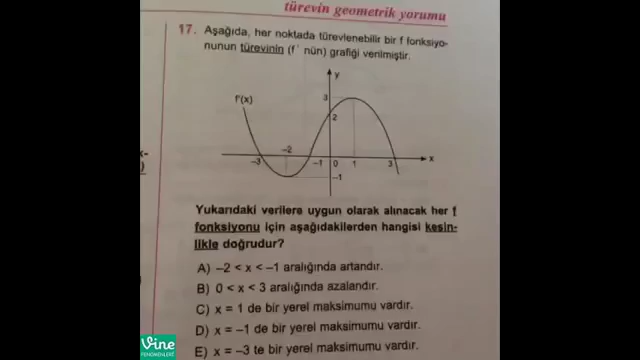 türevin geometrik yorumu
17. Aşağıda, her noktada türevlenebilir bir f fonksiyo-
nunun türevinin (f ' nün) grafiği verilmiştir.
y
f'(x)
3
2
-2
-3
-1
0
1
3
x
-1
Yukarıdaki verilere uygun olarak alınacak her f
fonksiyonu için aşağıdakilerden hangisi kesin-
likle doğrudur?
A) -2 < x < -1 aralığında artandır.
B) 0 < x < 3 aralığında azalandır.
C) x = 1 de bir yerel maksimumu vardır.
D) x = -1 de bir yerel maksimumu vardır.
E) x = -3 te bir yerel maksimumu vardır.
Vine
FENOMENLERİ